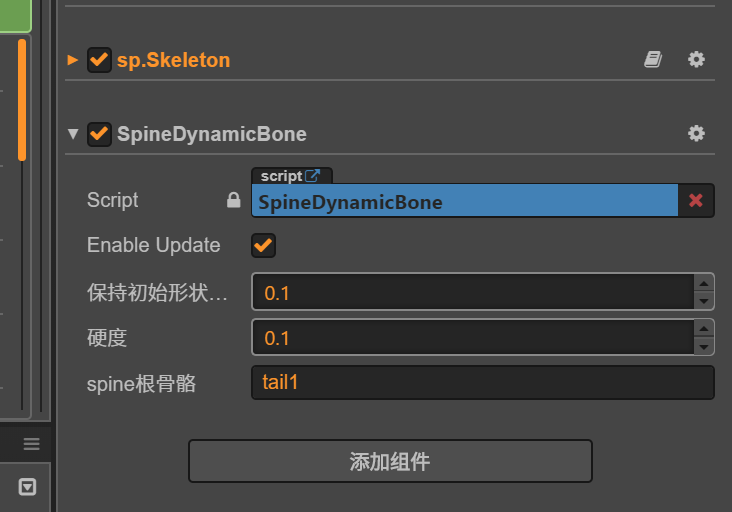 sp.Skeleton
SpineDynamicBone
script
Script
SpineDynamicBone
Enable Update
保持初始形状...
0.1
硬度
0.1
spine根骨骼
tail1
添加组件